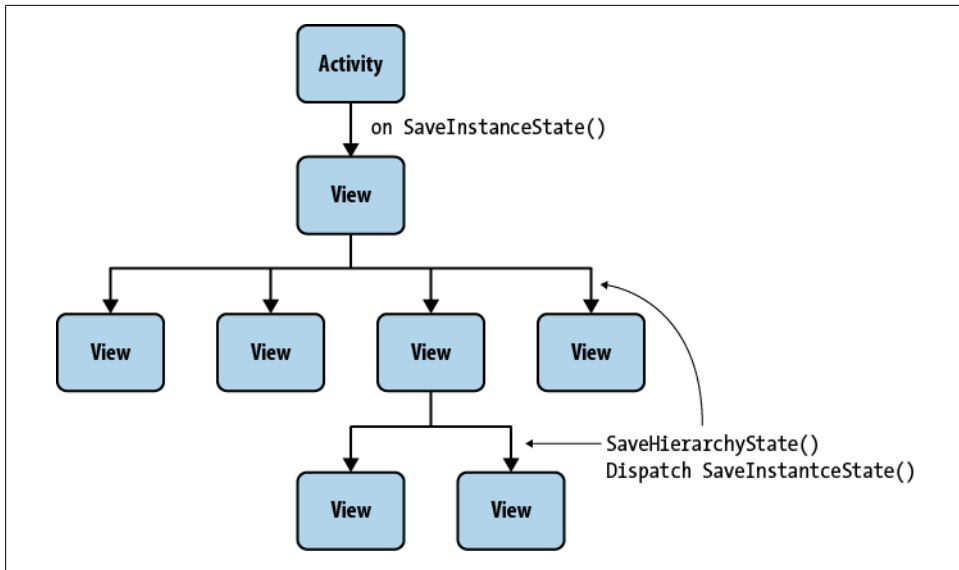 Activity
on SaveInstanceState()
View
View
View
View
View
SaveHierarchyState()
Dispatch SaveInstantceState()
View
View